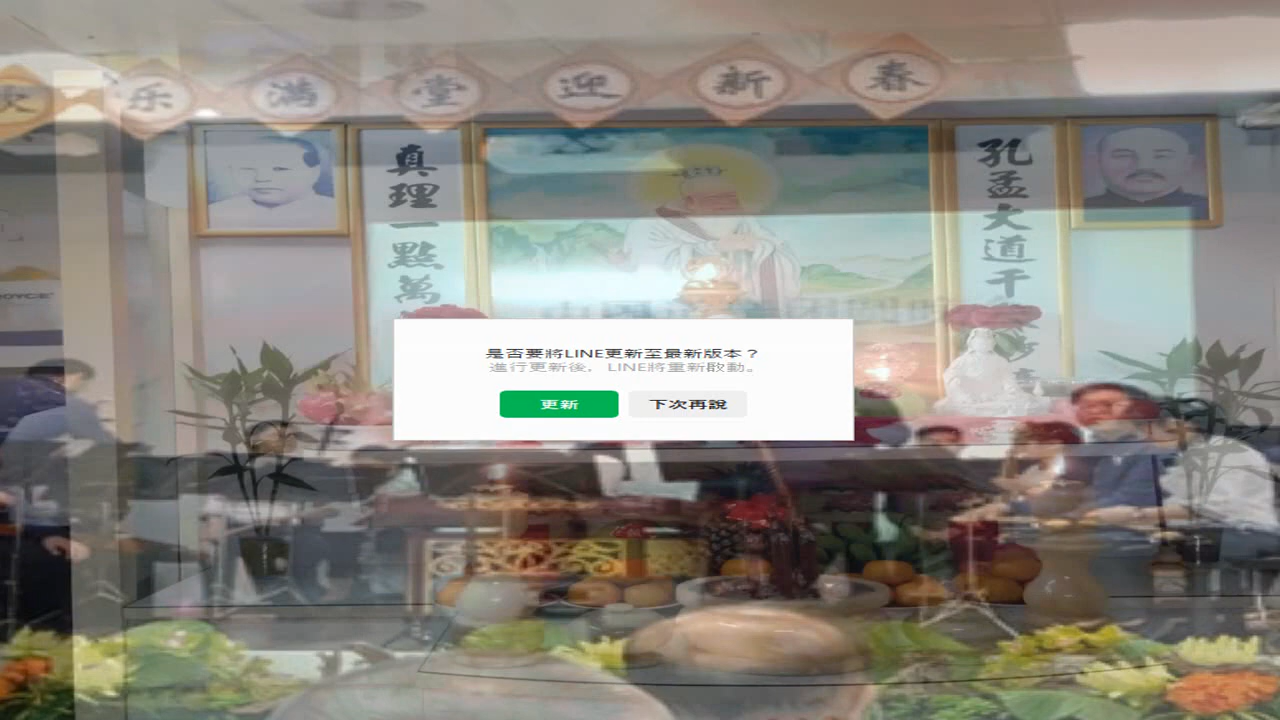 乐满堂迎新春
真理一點萬
孔孟大道千
是否要將LINE更新至最新版本？
進行更新後，LINE將重新啟動。
更新
下次再說